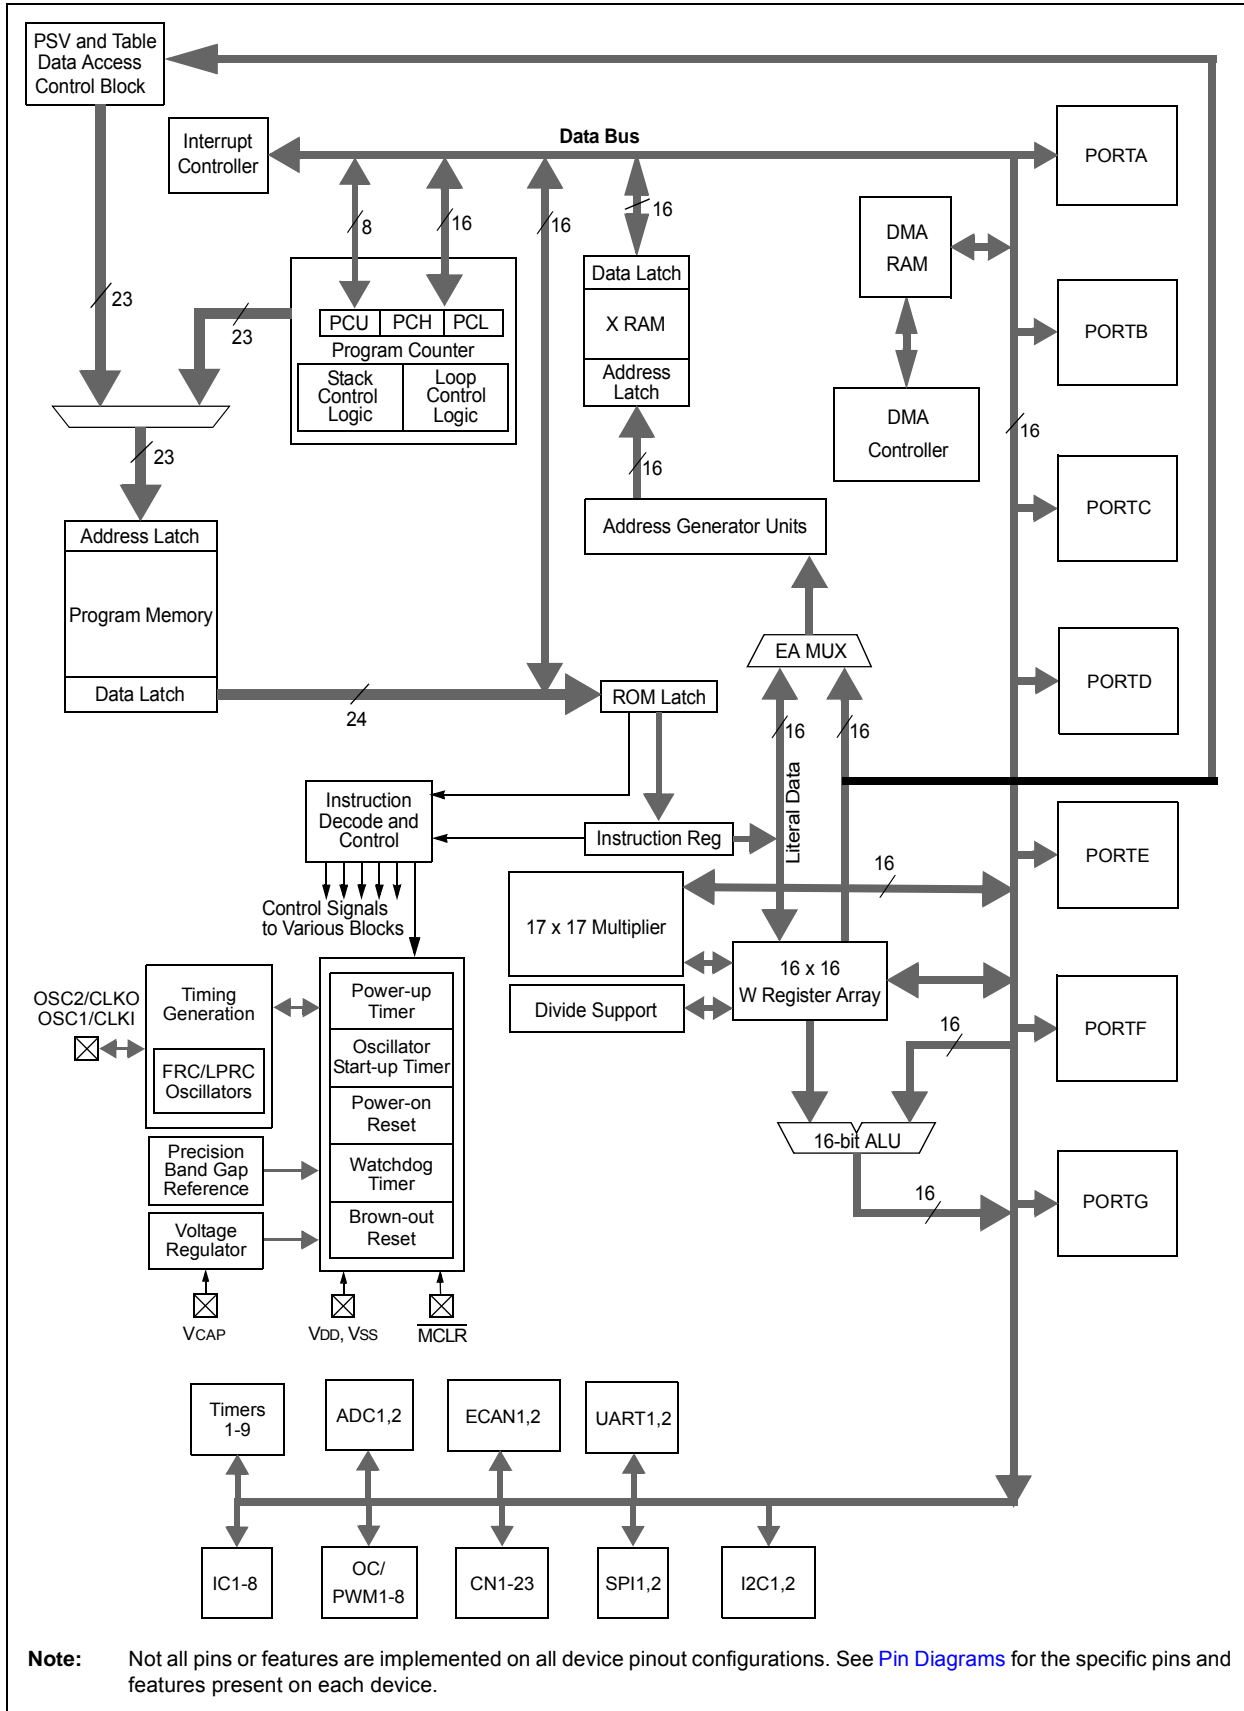 PSV and Table
Data Access
Control Block
Interrupt
Controller
Data Bus
PORTA
8
16
16
16
DMA
RAM
Data Latch
X RAM
Address
Latch
PORTB
23
23
PCU
PCH
PCL
Program Counter
Stack
Control
Logic
Loop
Control
Logic
DMA
Controller
16
23
16
Address Generator Units
PORTC
Address Latch
Program Memory
Data Latch
EA MUX
PORTD
24
ROM Latch
16
16
Literal Data
Instruction
Decode and
Control
Instruction Reg
PORTE
16
Control Signals
to Various Blocks
17 x 17 Multiplier
16 x 16
W Register Array
Divide Support
OSC2/CLKO
OSC1/CLKI
Timing
Generation
FRC/LPRC
Oscillators
Power-up
Timer
Oscillator
Start-up Timer
Power-on
Reset
Watchdog
Timer
Brown-out
Reset
PORTF
16
16-bit ALU
Precision
Band Gap
Reference
Voltage
Regulator
16
PORTG
VCAP
VDD, VSS
MCLR
Timers
1-9
ADC1,2
ECAN1,2
UART1,2
IC1-8
OC/
PWM1-8
CN1-23
SPI1,2
I2C1,2
Note: Not all pins or features are implemented on all device pinout configurations. See Pin Diagrams for the specific pins and
features present on each device.